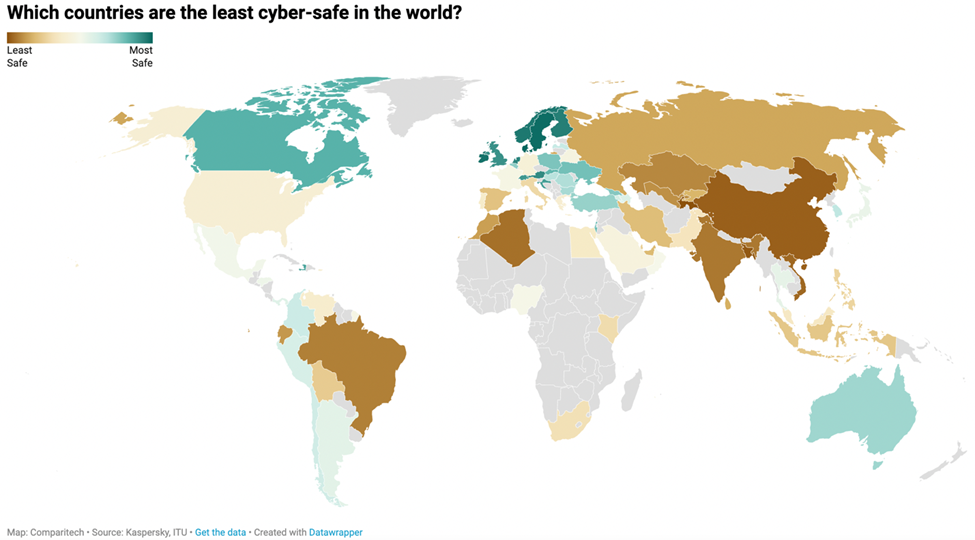 Which countries are the least cyber-safe in the world?
Least Most
Safe Safe
Map: Comparitech • Source: Kaspersky, ITU • Get the data • Created with Datawrapper